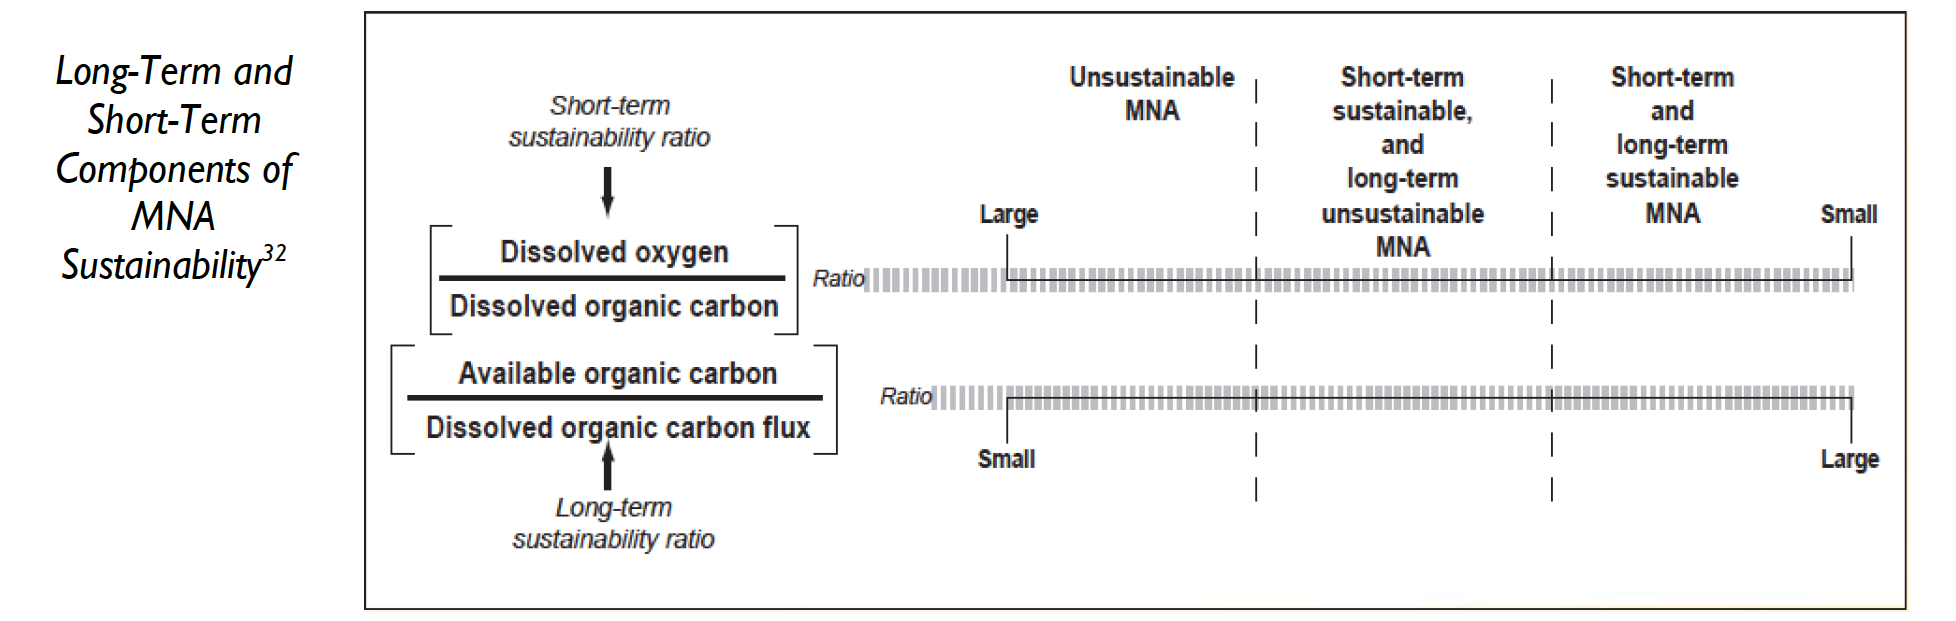 Long-Term and
Short-Term
Components of
MNA
Sustainability32
Short-term
sustainability ratio
Dissolved oxygen
Dissolved organic carbon
Available organic carbon
Dissolved organic carbon flux
Long-term
sustainability ratio
Unsustainable
MNA
Short-term
sustainable,
and
long-term
unsustainable
MNA
Short-term
and
long-term
sustainable
MNA
Large
Small
Ratio
Ratio
Small
Large